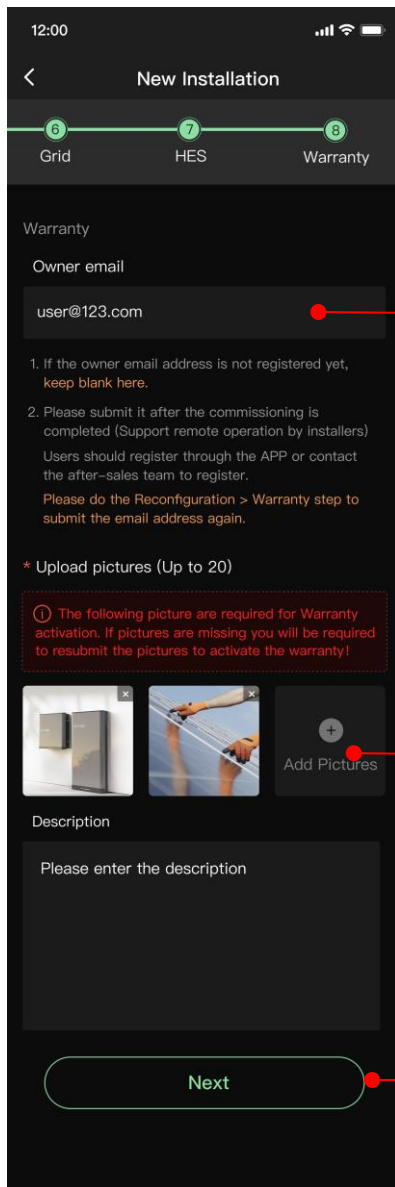 12:00
New Installation
6
7
8
Grid
HES
Warranty
Warranty
Owner email
user@123.com
1. If the owner email address is not registered yet,
keep blank here.
2. Please submit it after the commissioning is
completed (Support remote operation by installers)
Users should register through the APP or contact
the after-sales team to register.
Please do the Reconfiguration > Warranty step to
submit the email address again.
* Upload pictures (Up to 20)
The following picture are required for Warranty
activation. If pictures are missing you will be required
to resubmit the pictures to activate the warranty!
Add Pictures
Description
Please enter the description
Next